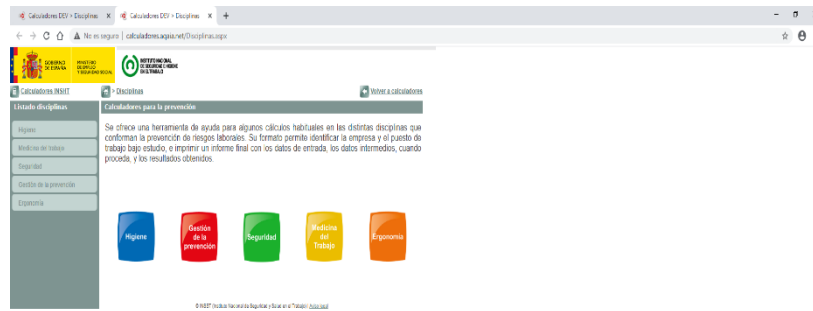 Calculadores DEV > Disciplinas
Calculadores DEV > Disciplinas
No es seguro | calculadores.aqpia.net/Disciplinas.aspx
GOBIERNO DE ESPAÑA
MINISTERIO DE EMPLEO Y SEGURIDAD SOCIAL
INSTITUTO NACIONAL DE SEGURIDAD E HIGIENE EN EL TRABAJO
Calculadores INSHT
> Disciplinas
Volver a calculadores
Listado disciplinas
Calculadores para la prevención
Higiene
Medicina del trabajo
Seguridad
Gestión de la prevención
Ergonomía
Se ofrece una herramienta de ayuda para algunos cálculos habituales en las distintas disciplinas que
conforman la prevención de riesgos laborales. Su formato permite identificar la empresa y el puesto de
trabajo bajo estudio, e imprimir un informe final con los datos de entrada, los datos intermedios, cuando
proceda, y los resultados obtenidos.
Higiene
Gestión
de la
prevención
Seguridad
Medicina
del
Trabajo
Ergonomía
© INSST (Instituto Nacional de Seguridad y Salud en el Trabajo) Aviso legal